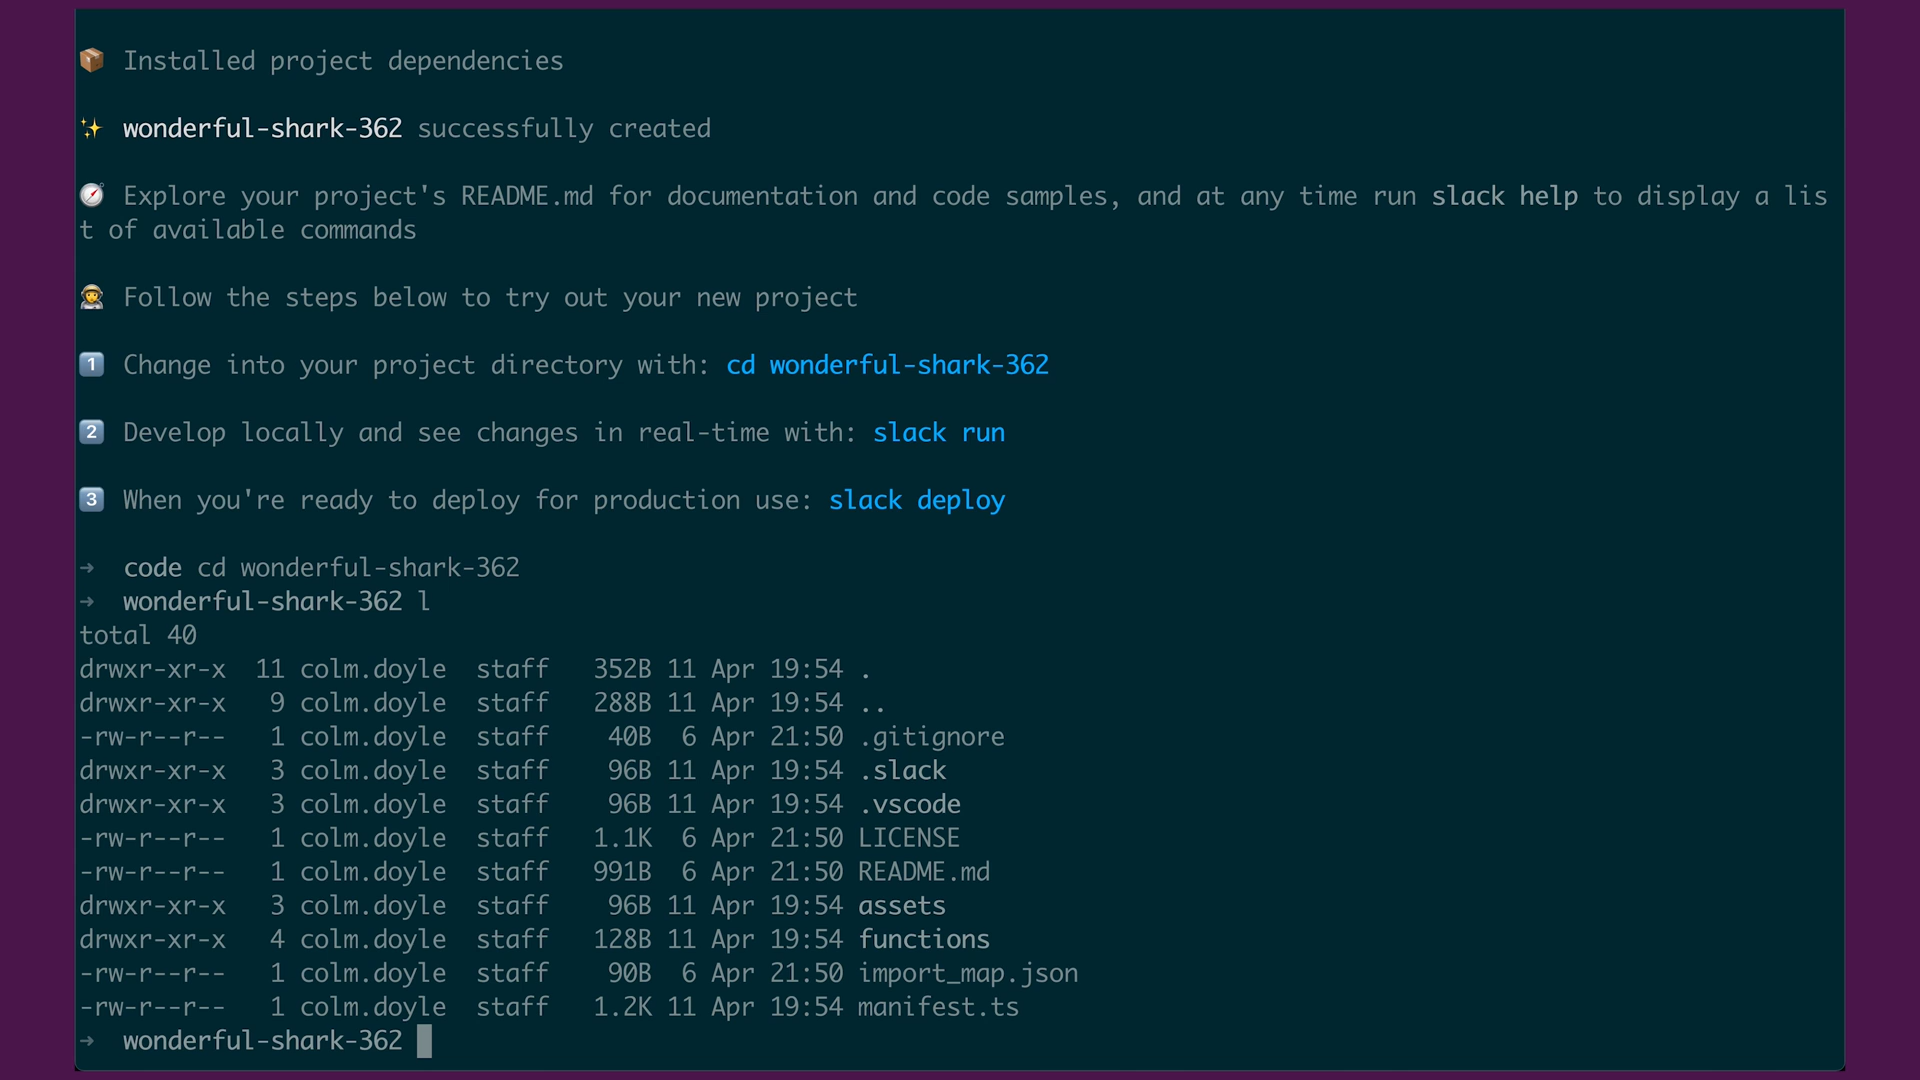 📦 Installed project dependencies
✨ wonderful-shark-362 successfully created
🧭 Explore your project's README.md for documentation and code samples, and at any time run slack help to display a lis
t of available commands
🧑‍🚀 Follow the steps below to try out your new project
1️⃣ Change into your project directory with: cd wonderful-shark-362
2️⃣ Develop locally and see changes in real-time with: slack run
3️⃣ When you're ready to deploy for production use: slack deploy
➜  code cd wonderful-shark-362
➜  wonderful-shark-362 l
total 40
drwxr-xr-x  11 colm.doyle  staff   352B 11 Apr 19:54 .
drwxr-xr-x   9 colm.doyle  staff   288B 11 Apr 19:54 ..
-rw-r--r--   1 colm.doyle  staff    40B  6 Apr 21:50 .gitignore
drwxr-xr-x   3 colm.doyle  staff    96B 11 Apr 19:54 .slack
drwxr-xr-x   3 colm.doyle  staff    96B 11 Apr 19:54 .vscode
-rw-r--r--   1 colm.doyle  staff   1.1K  6 Apr 21:50 LICENSE
-rw-r--r--   1 colm.doyle  staff   991B  6 Apr 21:50 README.md
drwxr-xr-x   3 colm.doyle  staff    96B 11 Apr 19:54 assets
drwxr-xr-x   4 colm.doyle  staff   128B 11 Apr 19:54 functions
-rw-r--r--   1 colm.doyle  staff    90B  6 Apr 21:50 import_map.json
-rw-r--r--   1 colm.doyle  staff   1.2K 11 Apr 19:54 manifest.ts
➜  wonderful-shark-362